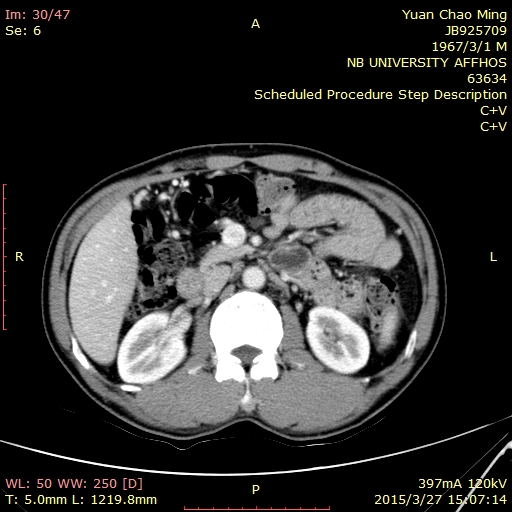 Im: 30/47
Se: 6
A
Yuan Chao Ming
JB925709
1967/3/1 M
NB UNIVERSITY AFFHOS
63634
Scheduled Procedure Step Description
C+V
C+V
R
L
WL: 50 WW: 250 [D]
T: 5.0mm L: 1219.8mm
P
397mA 120kV
2015/3/27 15:07:14